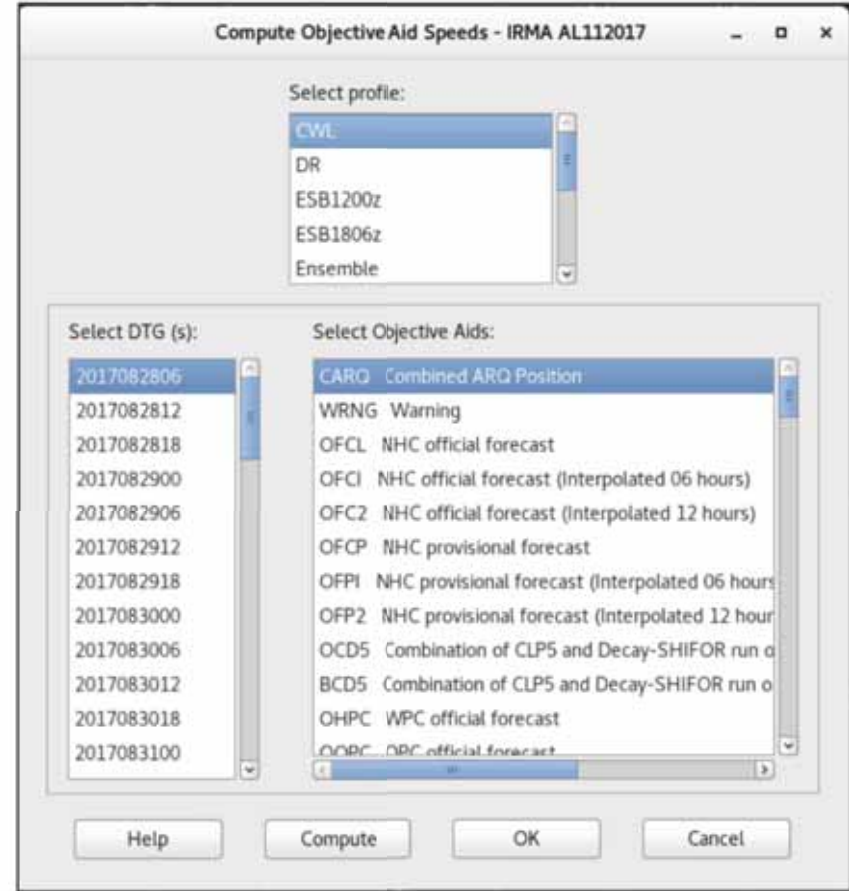 Compute Objective Aid Speeds - IRMA AL112017
Select profile:
CWL
DR
ESB1200z
ESB1806z
Ensemble
Select DTG (s):
2017082806
2017082812
2017082818
2017082900
2017082906
2017082912
2017082918
2017083000
2017083006
2017083012
2017083018
2017083100
Select Objective Aids:
CARQ Combined ARQ Position
WRNG Warning
OFCL NHC official forecast
OFCI NHC official forecast (Interpolated 06 hours)
OFC2 NHC official forecast (Interpolated 12 hours)
OFCP NHC provisional forecast
OFPI NHC provisional forecast (Interpolated 06 hours
OFP2 NHC provisional forecast (Interpolated 12 hour
OCD5 Combination of CLP5 and Decay-SHIFOR run o
BCD5 Combination of CLP5 and Decay-SHIFOR run o
OHPC WPC official forecast
OOPC OPC official forecast
Help
Compute
OK
Cancel